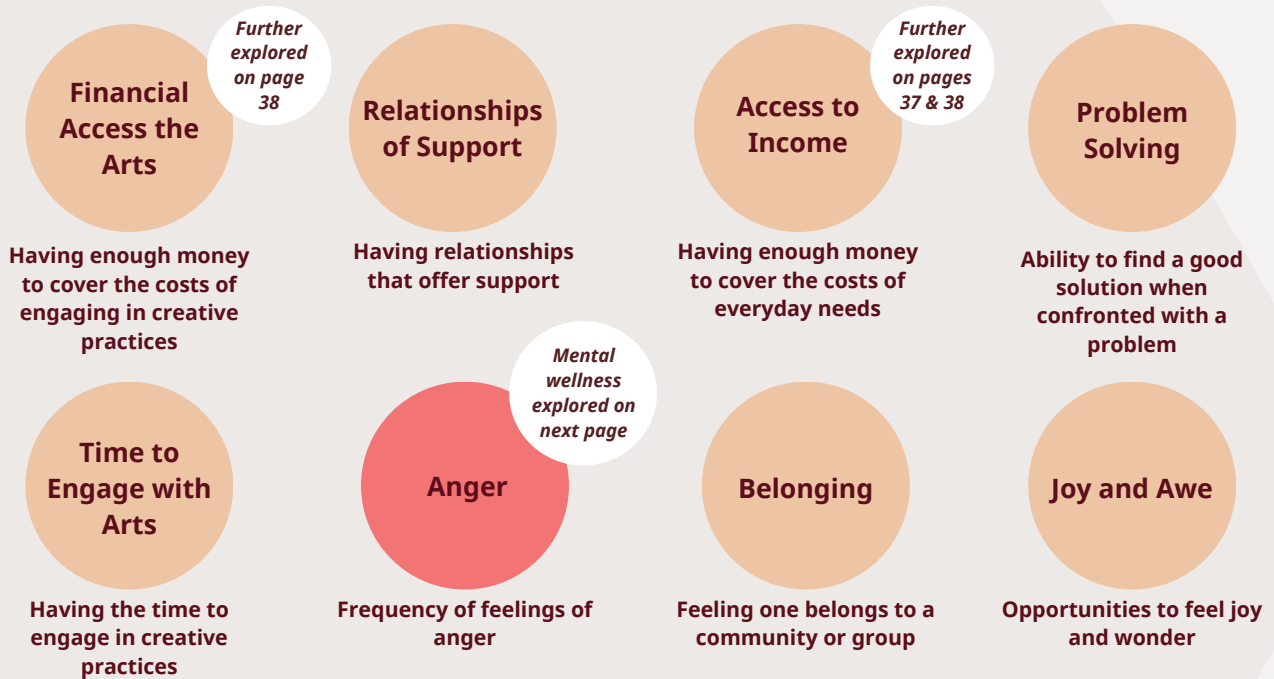 Financial
Access the
Arts
Further
explored
on page
38
Having enough money
to cover the costs of
engaging in creative
practices
Relationships
of Support
Having relationships
that offer support
Access to
Income
Further
explored
on pages
37 & 38
Having enough money
to cover the costs of
everyday needs
Problem
Solving
Ability to find a good
solution when
confronted with a
problem
Time to
Engage with
Arts
Having the time to
engage in creative
practices
Anger
Mental
wellness
explored on
next page
Frequency of feelings of
anger
Belonging
Feeling one belongs to a
community or group
Joy and Awe
Opportunities to feel joy
and wonder